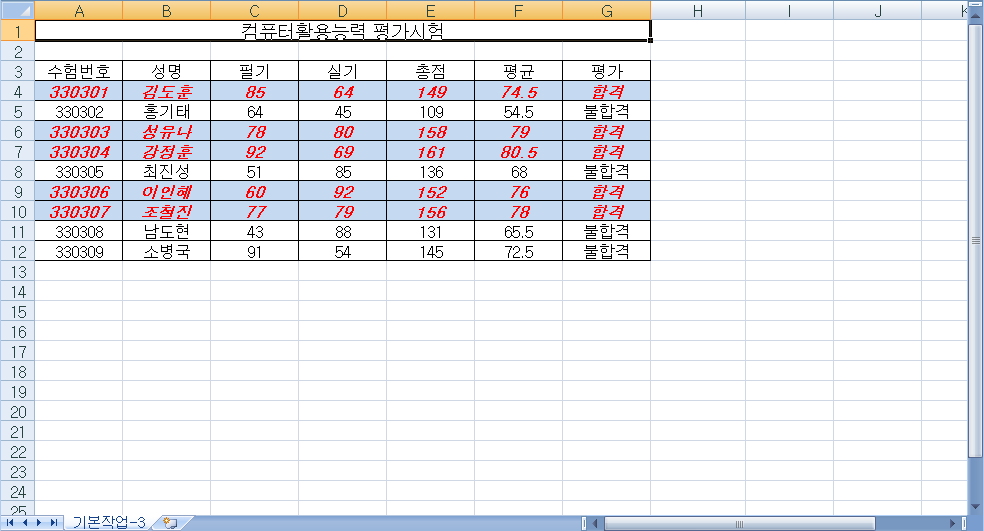 A B C D E F G H I J K
1 컴퓨터활용능력 평가시험
2
3 수험번호 성명 필기 실기 총점 평균 평가
4 330301 김도훈 85 64 149 74.5 합격
5 330302 홍기태 64 45 109 54.5 불합격
6 330303 성유나 78 80 158 79 합격
7 330304 강정훈 92 69 161 80.5 합격
8 330305 최진성 51 85 136 68 불합격
9 330306 이인혜 60 92 152 76 합격
10 330307 조철진 77 79 156 78 합격
11 330308 남도현 43 88 131 65.5 불합격
12 330309 소병국 91 54 145 72.5 불합격
13
14
15
16
17
18
19
20
21
22
23
24
25
기본작업-3